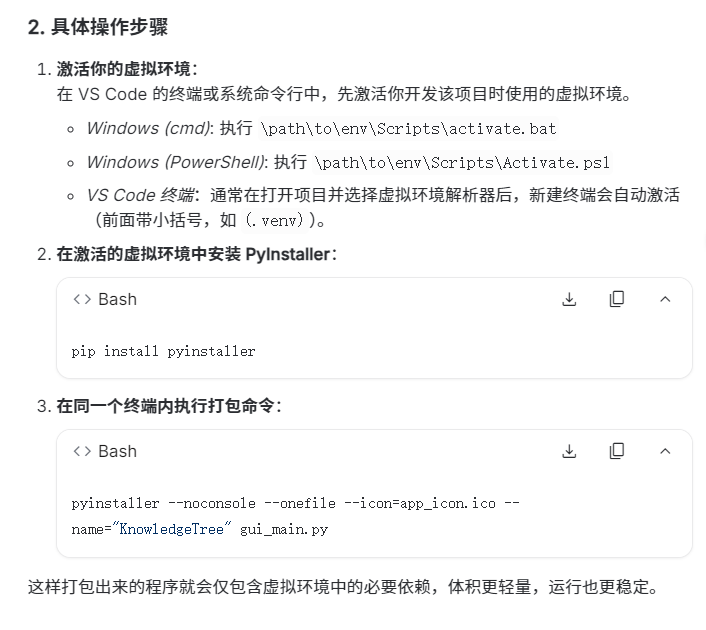 2. 具体操作步骤
1. 激活你的虚拟环境：
在 VS Code 的终端或系统命令行中，先激活你开发该项目时使用的虚拟环境。
Windows (cmd): 执行 \path\to\env\Scripts\activate.bat
Windows (PowerShell): 执行 \path\to\env\Scripts\Activate.ps1
VS Code 终端：通常在打开项目并选择虚拟环境解析器后，新建终端会自动激活
（前面带小括号，如 (.venv)）。
2. 在激活的虚拟环境中安装 PyInstaller：
Bash
pip install pyinstaller
3. 在同一个终端内执行打包命令：
Bash
pyinstaller --noconsole --onefile --icon=app_icon.ico --
name="KnowledgeTree" gui_main.py
这样打包出来的程序就会仅包含虚拟环境中的必要依赖，体积更轻量，运行也更稳定。